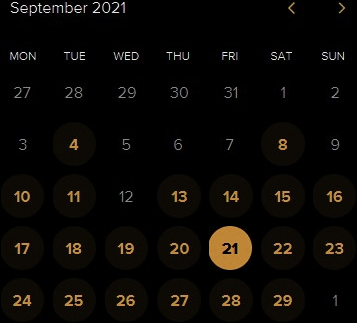 September 2021
MON TUE WED THU FRI SAT SUN
27 28 29 30 31 1 2
3 4 5 6 7 8 9
10 11 12 13 14 15 16
17 18 19 20 21 22 23
24 25 26 27 28 29 1